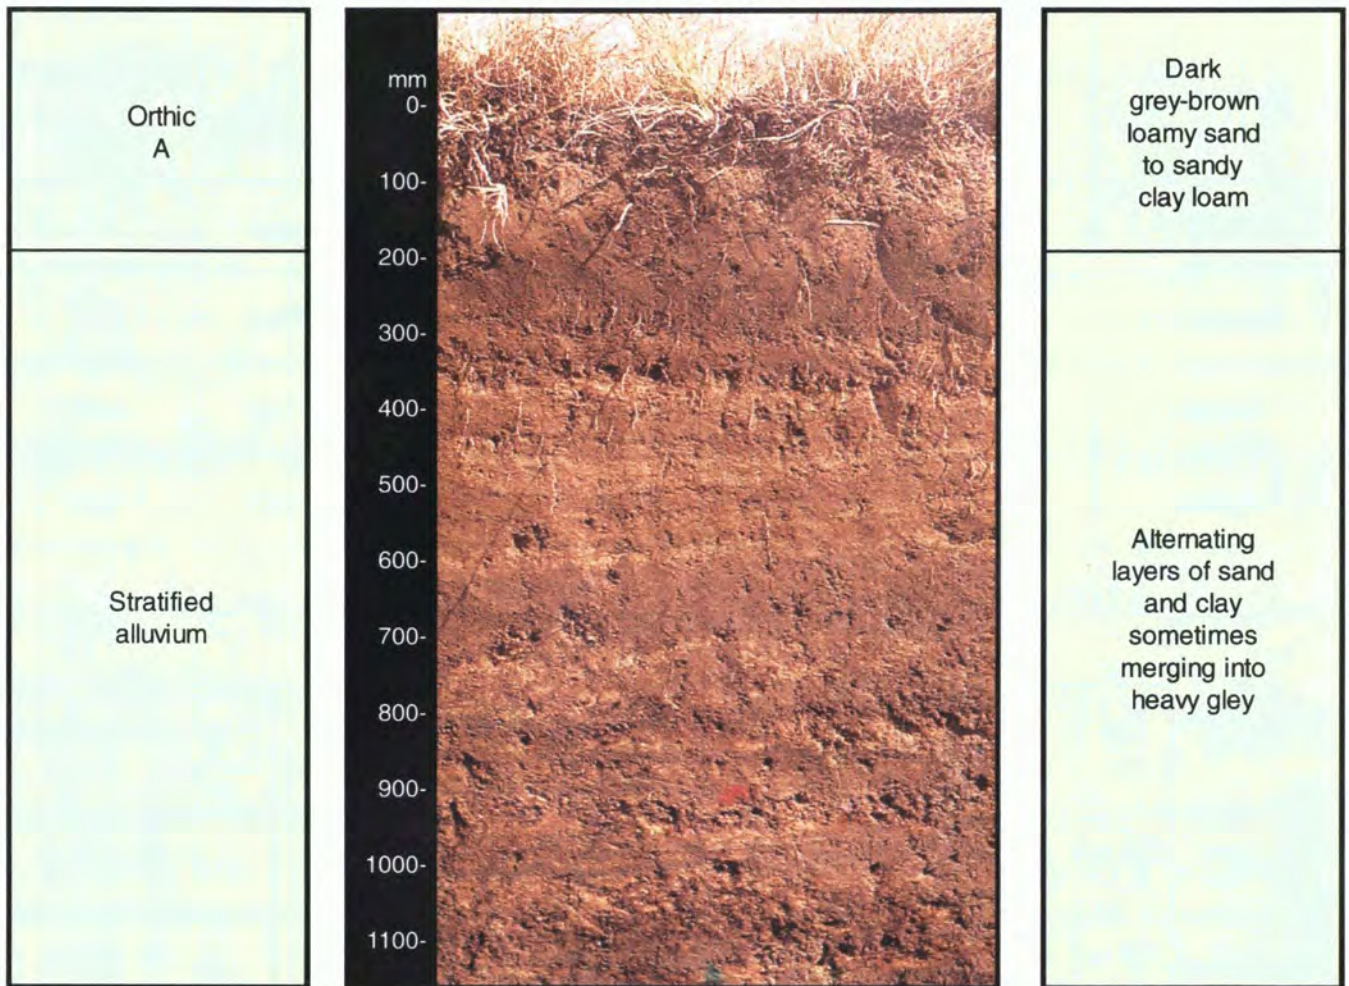 Orthic
A
Stratified
alluvium
mm
0-
100-
200-
300-
400-
500-
600-
700-
800-
900-
1000-
1100-
Dark
grey-brown
loamy sand
to sandy
clay loam
Alternating
layers of sand
and clay
sometimes
merging into
heavy gley